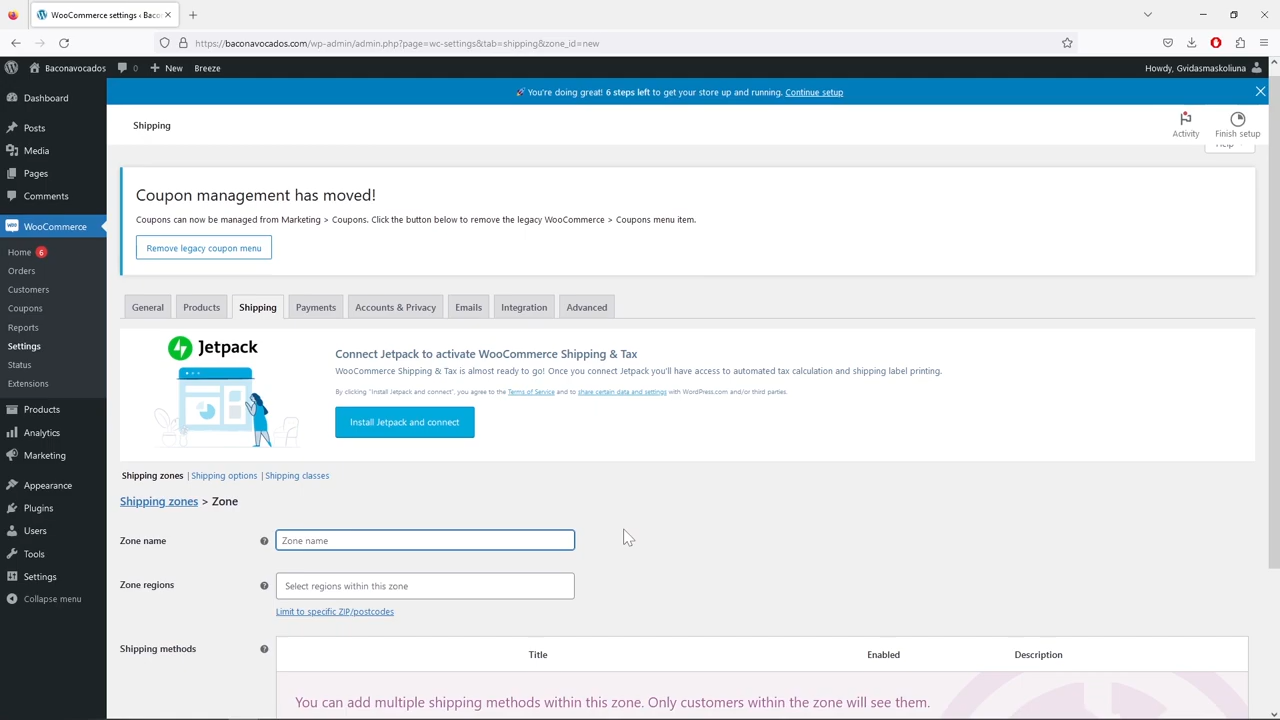 WooCommerce settings ‹ Baco
https://baconavocados.com/wp-admin/admin.php?page=wc-settings&tab=shipping&zone_id=new
Baconavocados
0
New
Breeze
Howdy, Gvidasmaskoliuna
Dashboard
Posts
Media
Pages
Comments
WooCommerce
Home 6
Orders
Customers
Coupons
Reports
Settings
Status
Extensions
Products
Analytics
Marketing
Appearance
Plugins
Users
Tools
Settings
Collapse menu
🚀 You're doing great! 6 steps left to get your store up and running. Continue setup
Shipping
Activity
Finish setup
Help
Coupon management has moved!
Coupons can now be managed from Marketing > Coupons. Click the button below to remove the legacy WooCommerce > Coupons menu item.
Remove legacy coupon menu
General
Products
Shipping
Payments
Accounts & Privacy
Emails
Integration
Advanced
Jetpack
Connect Jetpack to activate WooCommerce Shipping & Tax
WooCommerce Shipping & Tax is almost ready to go! Once you connect Jetpack you'll have access to automated tax calculation and shipping label printing.
By clicking "Install Jetpack and connect", you agree to the Terms of Service and to share certain data and settings with WordPress.com and/or third parties.
Install Jetpack and connect
Shipping zones | Shipping options | Shipping classes
Shipping zones > Zone
Zone name
Zone name
Zone regions
Select regions within this zone
Limit to specific ZIP/postcodes
Shipping methods
Title
Enabled
Description
You can add multiple shipping methods within this zone. Only customers within the zone will see them.